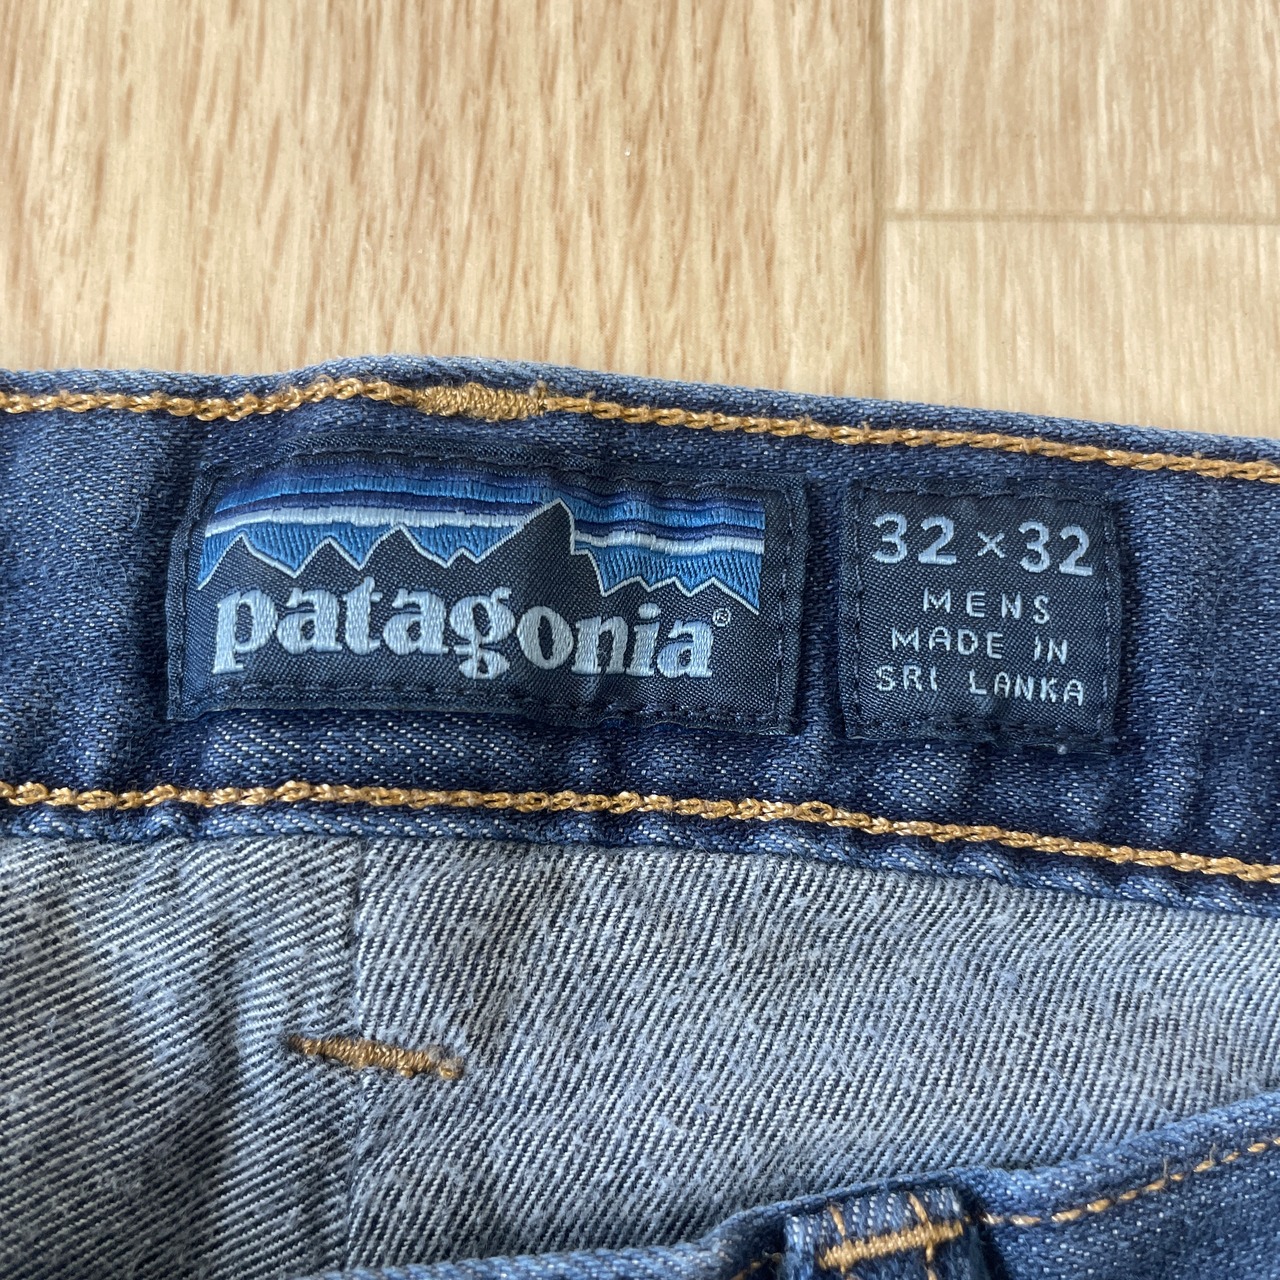 patagonia®
32×32
MENS
MADE IN
SRI LANKA